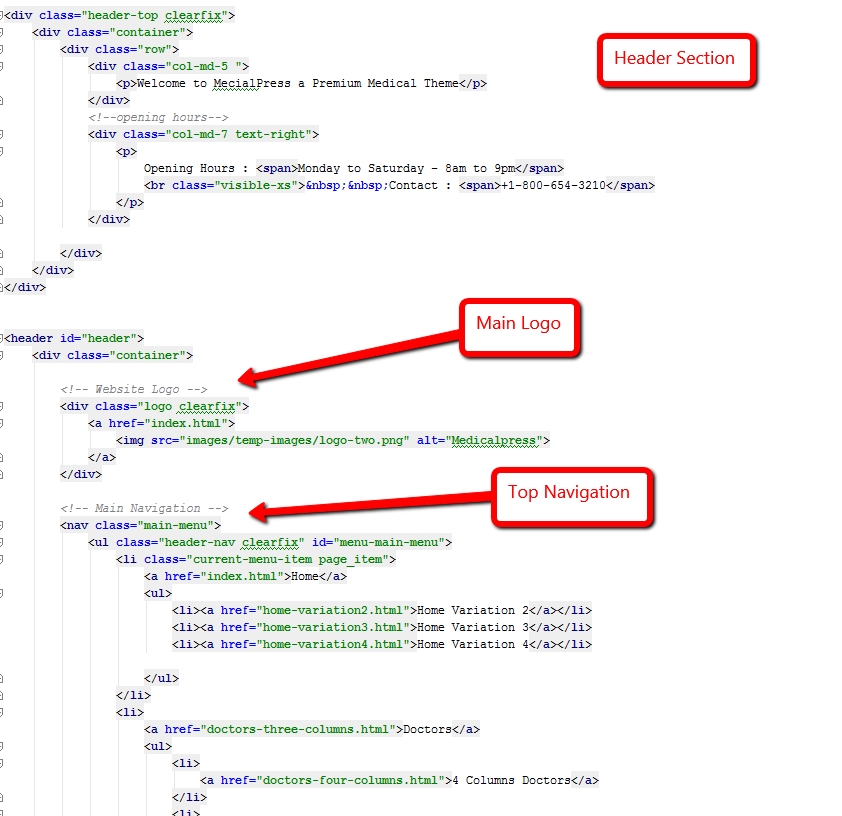 <div class="header-top clearfix">
<div class="container">
<div class="row">
<div class="col-md-5 ">
<p>Welcome to MecialPress a Premium Medical Theme</p>
</div>
<!--opening hours-->
<div class="col-md-7 text-right">
<p>
Opening Hours : <span>Monday to Saturday - 8am to 9pm</span>
<br class="visible-xs">&nbsp;&nbsp;Contact : <span>+1-800-654-3210</span>
</p>
</div>
</div>
</div>
</div>
Header Section
<header id="header">
<div class="container">
Main Logo
<!-- Website Logo -->
<div class="logo clearfix">
<a href="index.html">
<img src="images/temp-images/logo-two.png" alt="Medicalpress">
</a>
</div>
Top Navigation
<!-- Main Navigation -->
<nav class="main-menu">
<ul class="header-nav clearfix" id="menu-main-menu">
<li class="current-menu-item page_item">
<a href="index.html">Home</a>
<ul>
<li><a href="home-variation2.html">Home Variation 2</a></li>
<li><a href="home-variation3.html">Home Variation 3</a></li>
<li><a href="home-variation4.html">Home Variation 4</a></li>
</ul>
</li>
<li>
<a href="doctors-three-columns.html">Doctors</a>
<ul>
<li>
<a href="doctors-four-columns.html">4 Columns Doctors</a>
</li>
<li>